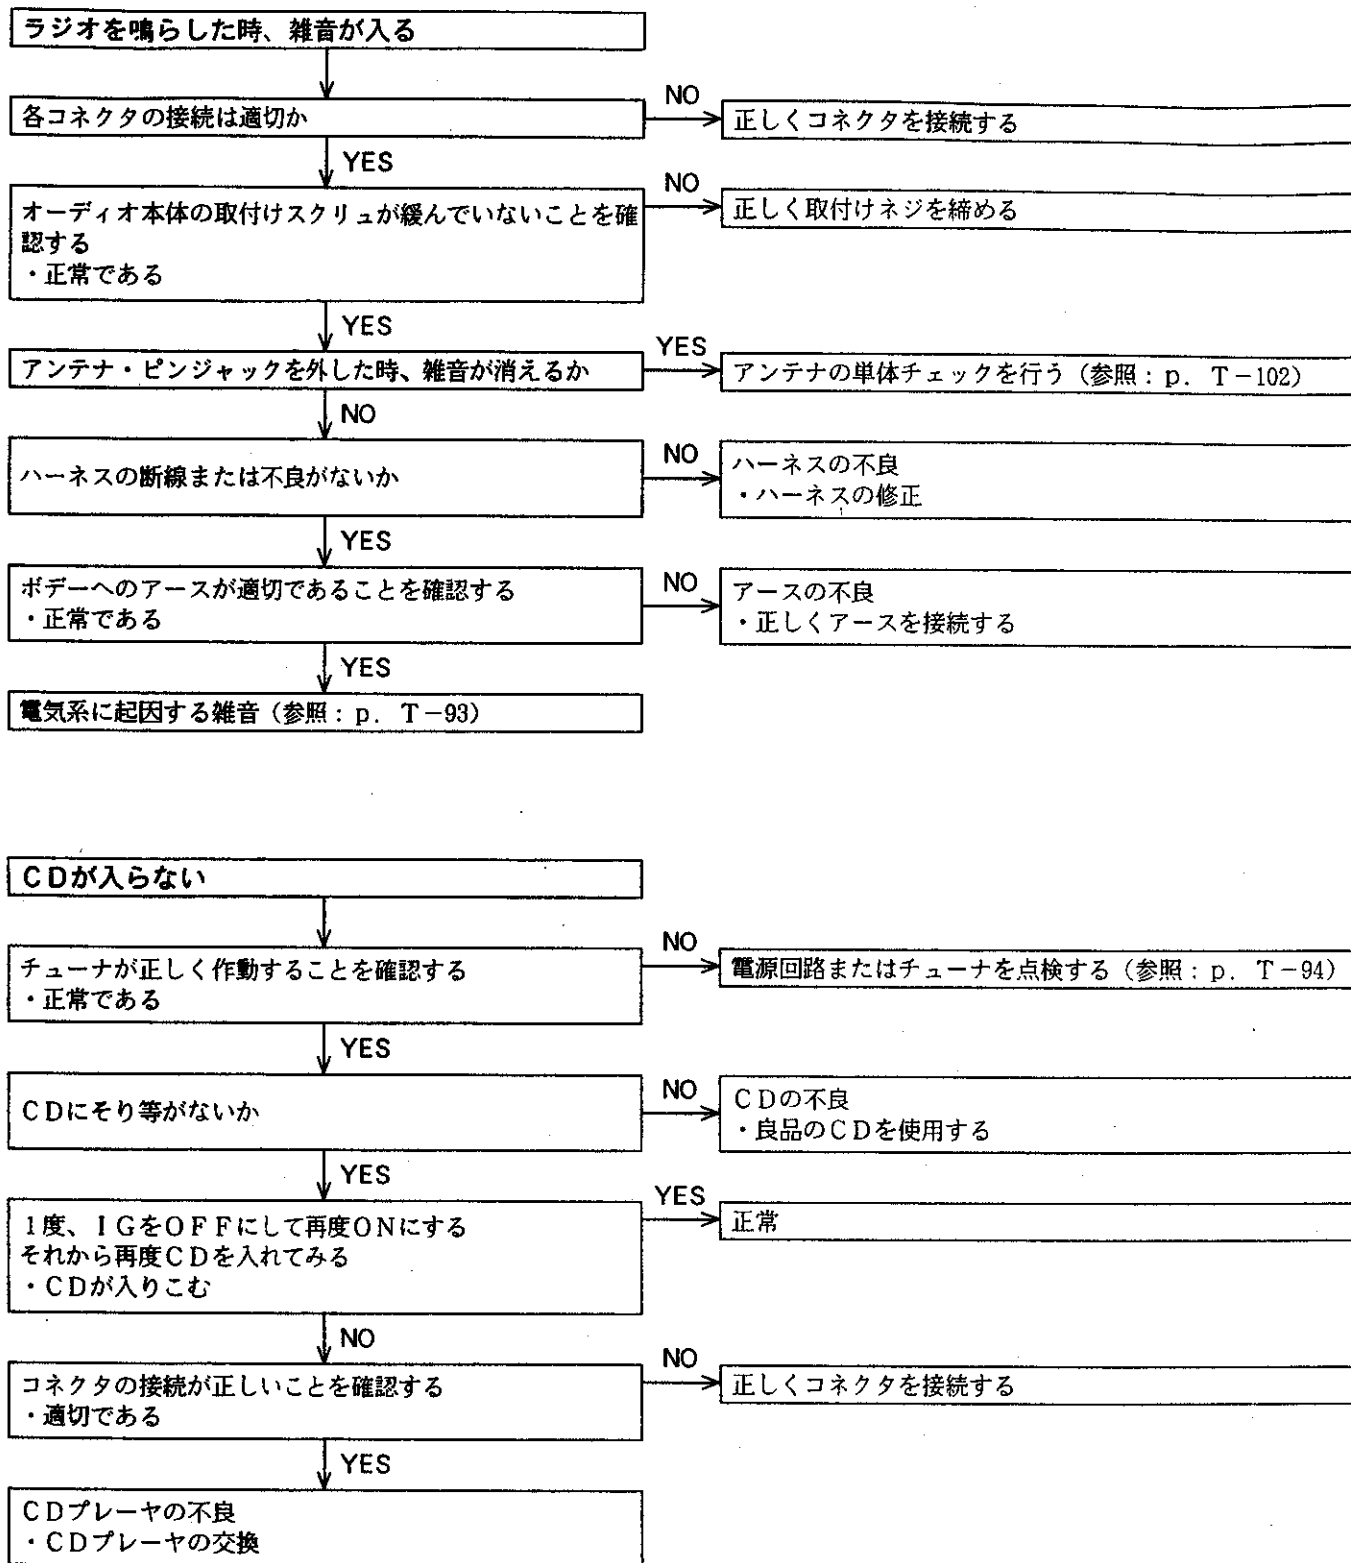 ラジオを鳴らした時、雑音が入る
各コネクタの接続は適切か
NO
正しくコネクタを接続する
YES
オーディオ本体の取付けスクリュが緩んでいないことを確
認する
・正常である
NO
正しく取付けネジを締める
YES
アンテナ・ピンジャックを外した時、雑音が消えるか
YES
アンテナの単体チェックを行う（参照：p. T－102）
NO
ハーネスの断線または不良がないか
NO
ハーネスの不良
・ハーネスの修正
YES
ボデーへのアースが適切であることを確認する
・正常である
NO
アースの不良
・正しくアースを接続する
YES
電気系に起因する雑音（参照：p. T－93）
CDが入らない
チューナが正しく作動することを確認する
・正常である
NO
電源回路またはチューナを点検する（参照：p. T－94）
YES
CDにそり等がないか
NO
CDの不良
・良品のCDを使用する
YES
1度、IGをOFFにして再度ONにする
それから再度CDを入れてみる
・CDが入りこむ
YES
正常
NO
コネクタの接続が正しいことを確認する
・適切である
NO
正しくコネクタを接続する
YES
CDプレーヤの不良
・CDプレーヤの交換